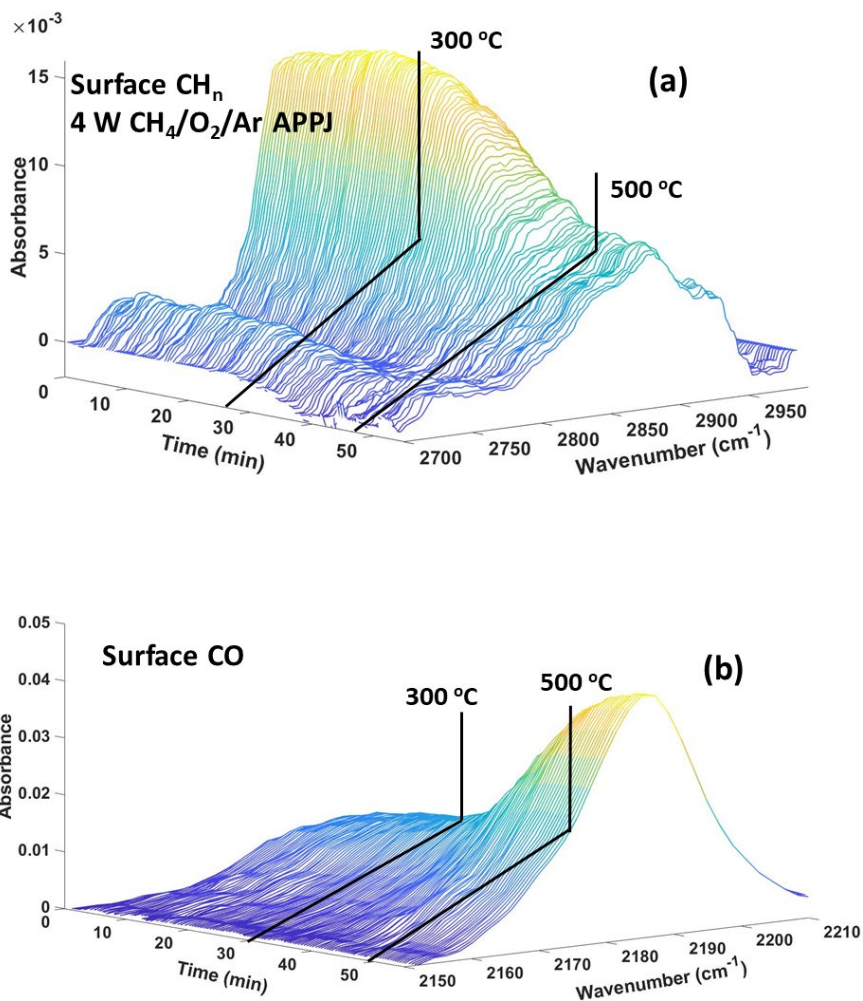 ×10⁻³
300 °C
(a)
Surface CHₙ
4 W CH₄/O₂/Ar APPJ
500 °C
15
10
5
0
Absorbance
0
10
20
30
40
50
Time (min)
2700
2750
2800
2850
2900
2950
Wavenumber (cm⁻¹)
0.05
Surface CO
(b)
300 °C
500 °C
0.04
0.03
0.02
0.01
0
Absorbance
0
10
20
30
40
50
Time (min)
2150
2160
2170
2180
2190
2200
2210
Wavenumber (cm⁻¹)